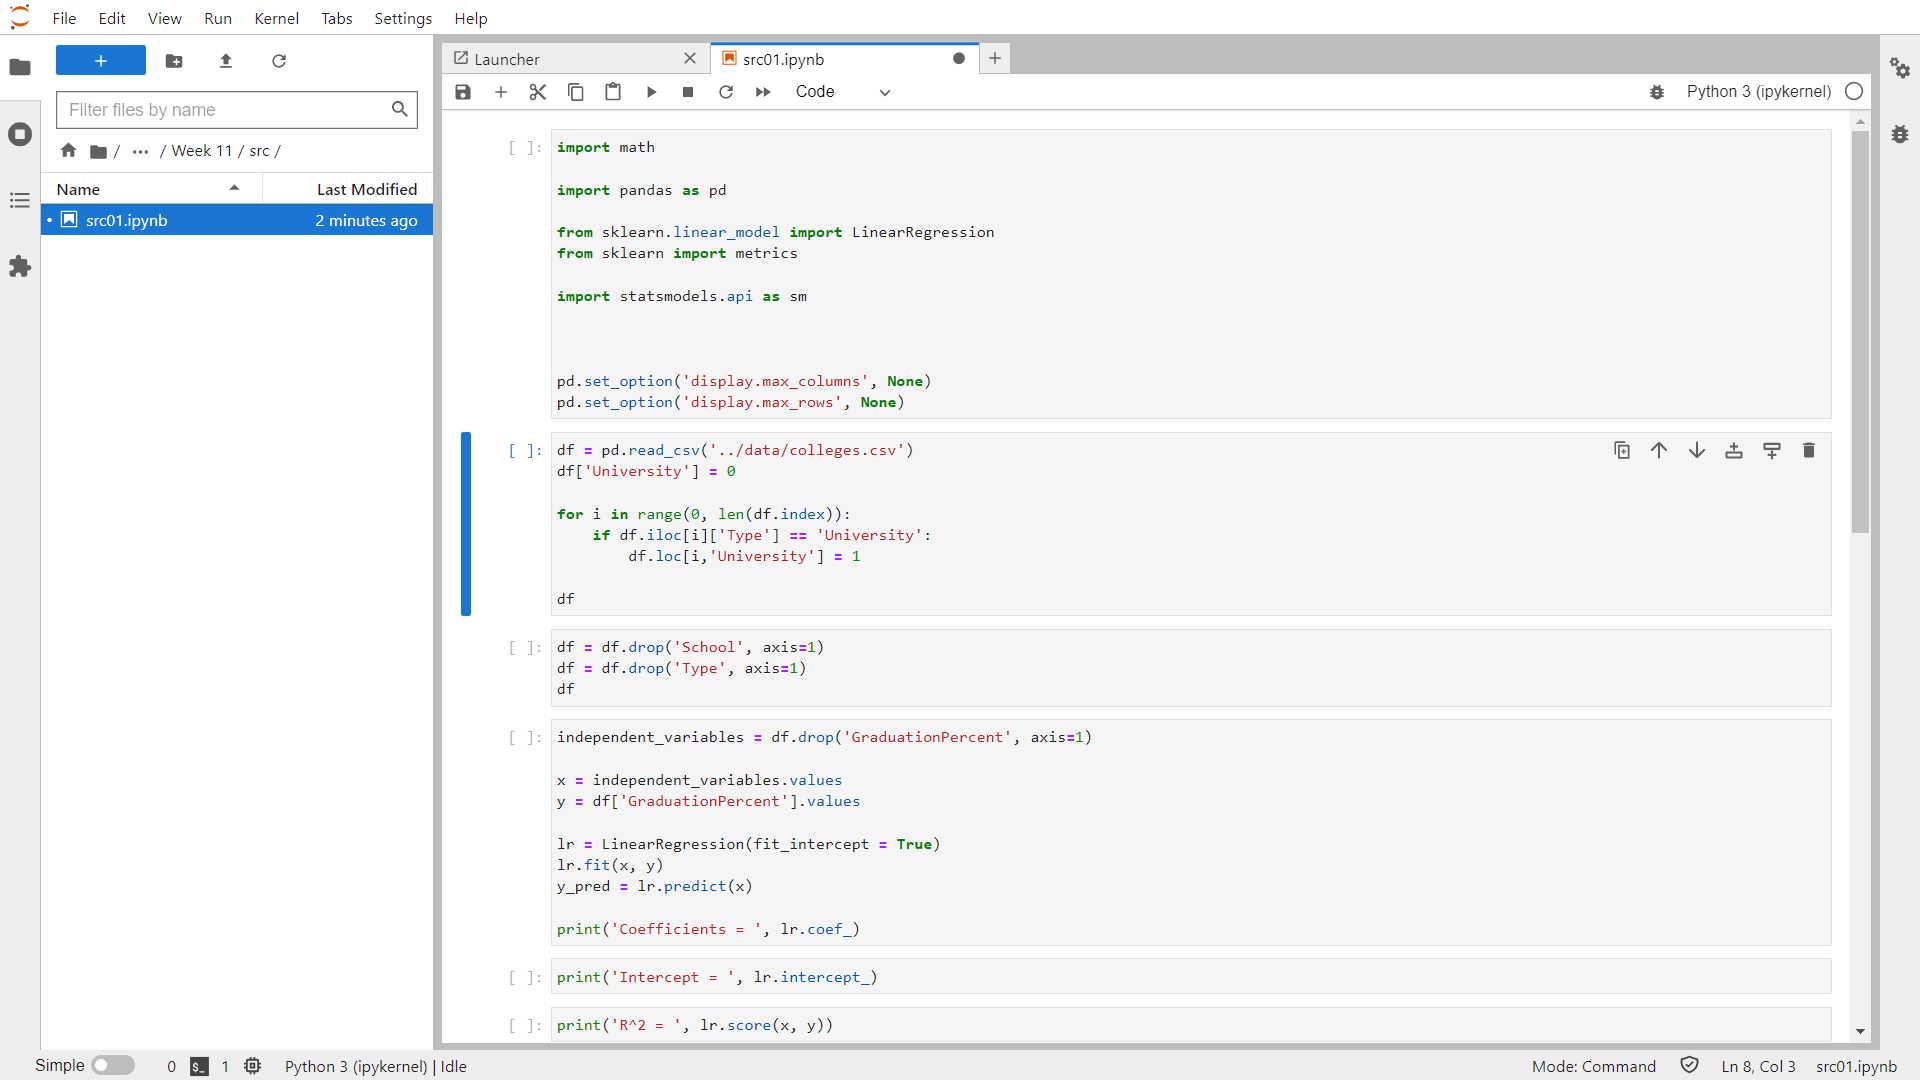 File Edit View Run Kernel Tabs Settings Help
+
Filter files by name
/ ··· / Week 11 / src /
Name Last Modified
• src01.ipynb 2 minutes ago
Launcher
src01.ipynb
Code
Python 3 (ipykernel)
[ ]:
import math
import pandas as pd
from sklearn.linear_model import LinearRegression
from sklearn import metrics
import statsmodels.api as sm
pd.set_option('display.max_columns', None)
pd.set_option('display.max_rows', None)
[ ]:
df = pd.read_csv('../data/colleges.csv')
df['University'] = 0
for i in range(0, len(df.index)):
    if df.iloc[i]['Type'] == 'University':
        df.loc[i,'University'] = 1
df
[ ]:
df = df.drop('School', axis=1)
df = df.drop('Type', axis=1)
df
[ ]:
independent_variables = df.drop('GraduationPercent', axis=1)
x = independent_variables.values
y = df['GraduationPercent'].values
lr = LinearRegression(fit_intercept = True)
lr.fit(x, y)
y_pred = lr.predict(x)
print('Coefficients = ', lr.coef_)
[ ]:
print('Intercept = ', lr.intercept_)
[ ]:
print('R^2 = ', lr.score(x, y))
Simple 0 $_ 1 Python 3 (ipykernel) | Idle Mode: Command Ln 8, Col 3 src01.ipynb